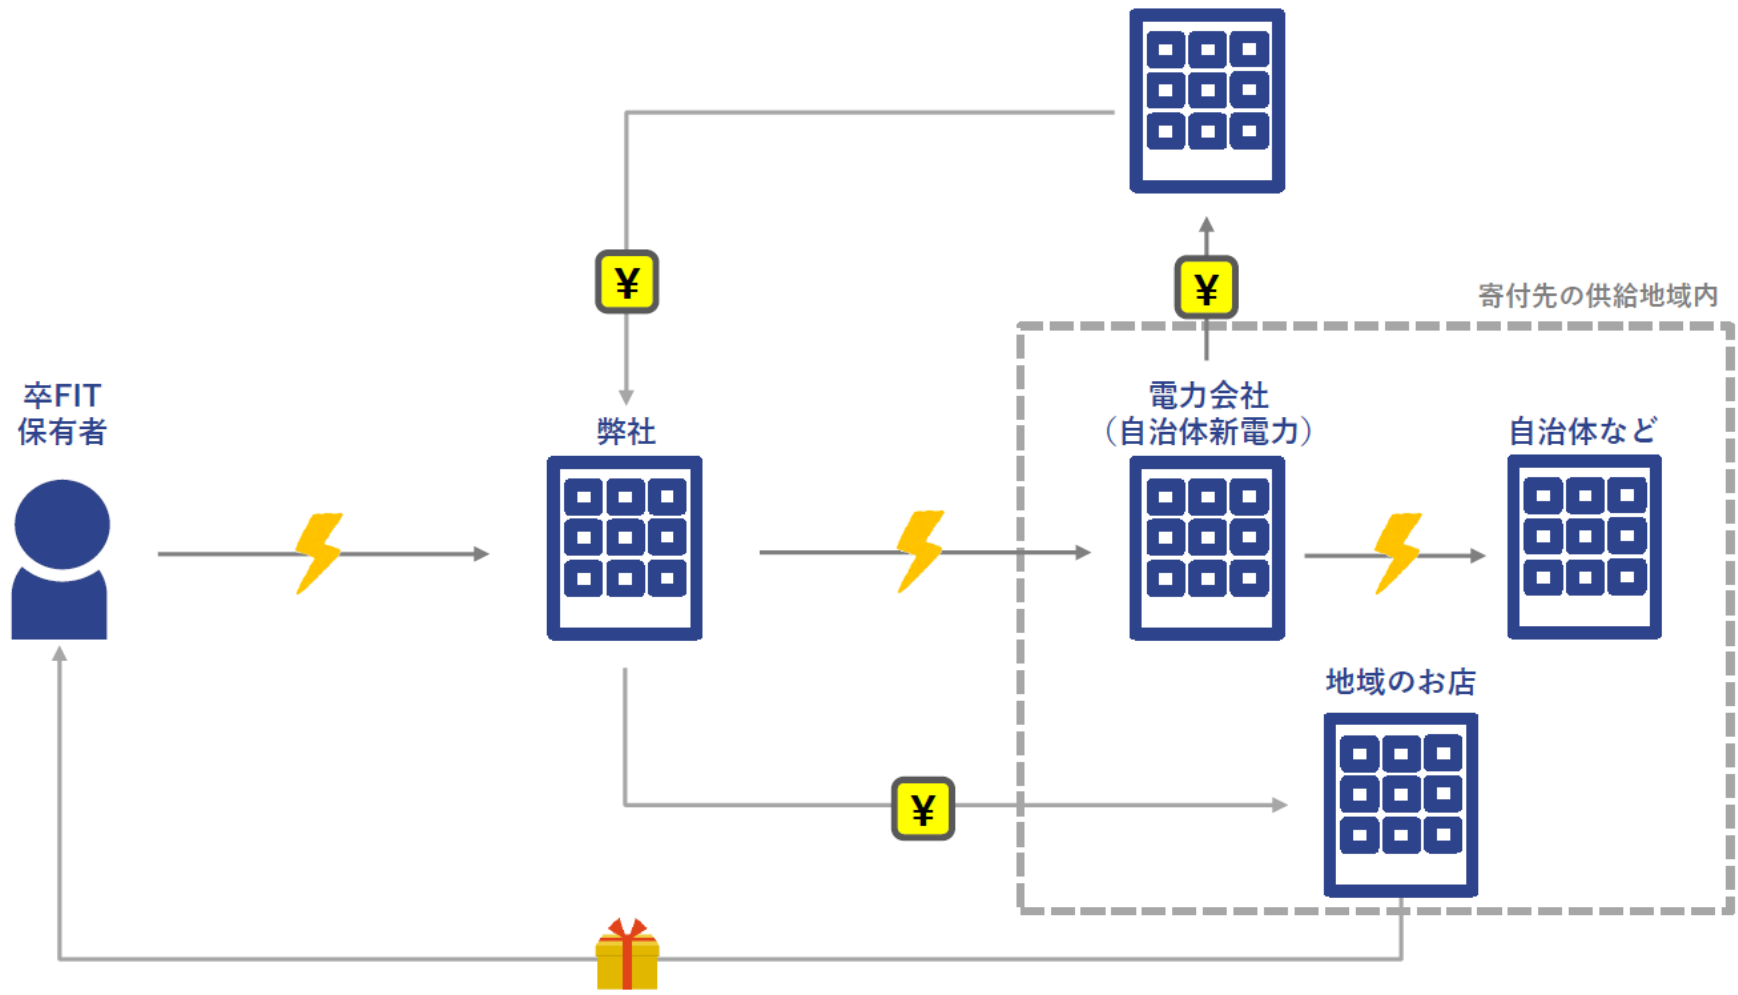 ¥
¥
寄付先の供給地域内
卒FIT
保有者
弊社
電力会社
（自治体新電力）
自治体など
地域のお店
¥